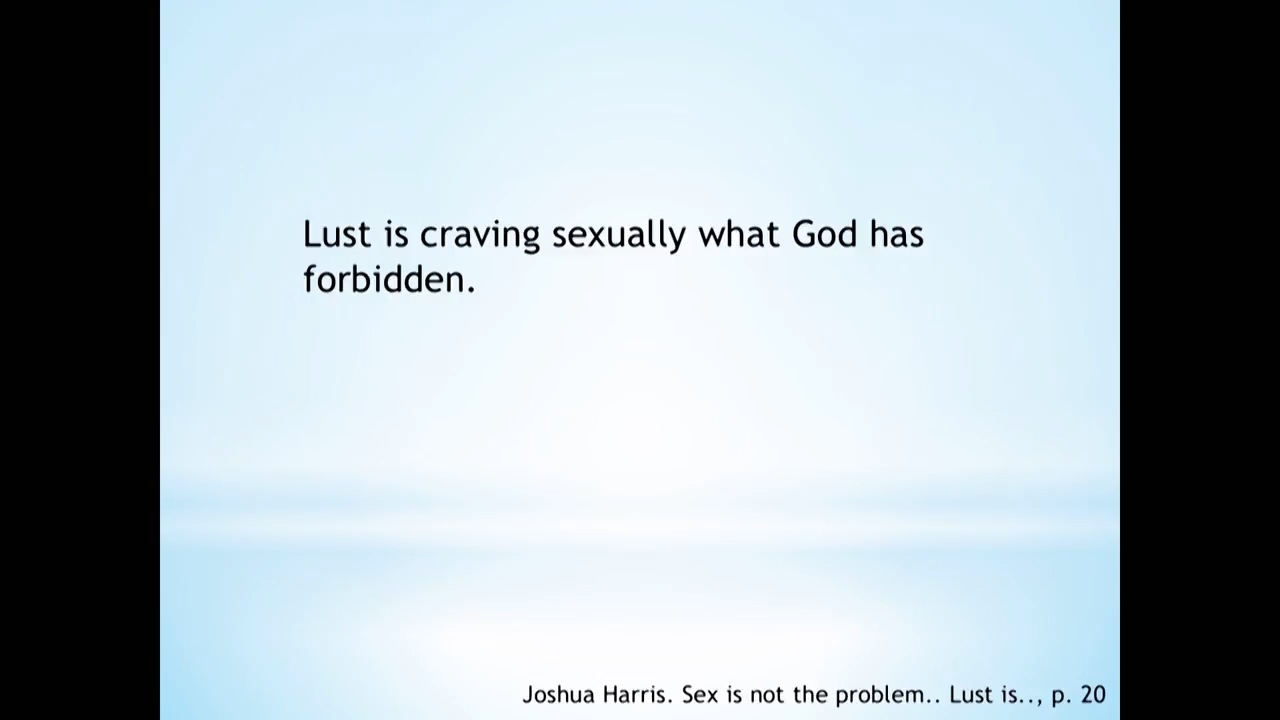 Lust is craving sexually what God has
forbidden.
Joshua Harris. Sex is not the problem.. Lust is.., p. 20